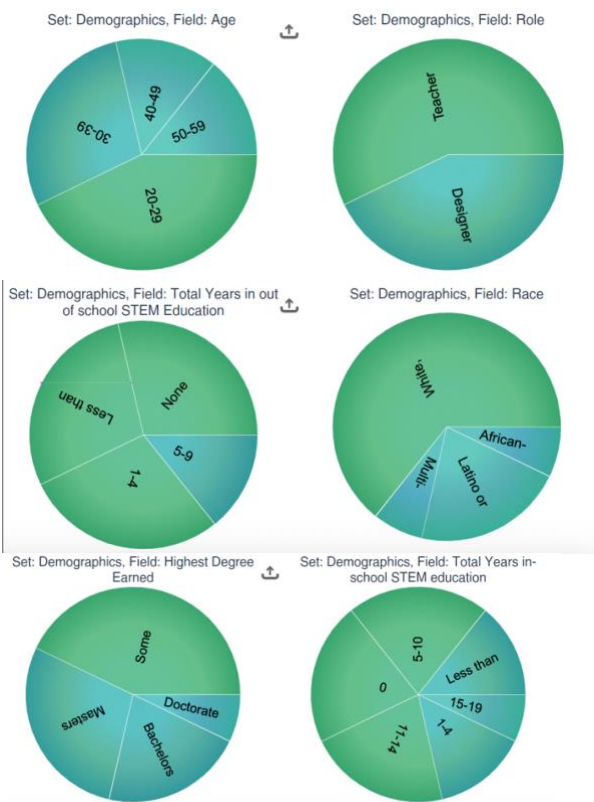 Set: Demographics, Field: Age
40-49
30-39
50-59
20-29
Set: Demographics, Field: Role
Teacher
Designer
Set: Demographics, Field: Total Years in out
of school STEM Education
None
Less than
5-9
1-4
Set: Demographics, Field: Race
White,
African-
Latino or
Multi-
Set: Demographics, Field: Highest Degree
Earned
Some
Doctorate
Masters
Bachelors
Set: Demographics, Field: Total Years in-
school STEM education
5-10
Less than
0
15-19
1-4
11-14